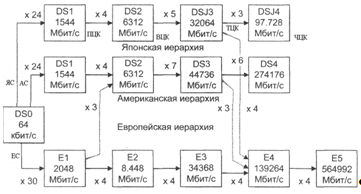 DS1 1544 Мбит/с
DS2 6312 Мбит/с
DSJ3 32064 Мбит/с
DSJ4 97.728 Мбит/с
x 24
x 4
x 5
x 3
ПЦК
ВЦК
ТЦК
ЧЦК
Японская иерархия
ЯС
АС
x 24
DS1 1544 Мбит/с
x 4
DS2 6312 Мбит/с
x 7
DS3 44736 Мбит/с
x 6
DS4 274176 Мбит/с
DS0 64 кбит/с
x 3
Американская иерархия
x 3
x 4
Европейская иерархия
ЕС
x 30
E1 2048 Мбит/с
x 4
E2 8.448 Мбит/с
x 4
E3 34368 Мбит/с
x 4
E4 139264 Мбит/с
x 4
E5 564992 Мбит/с
x 4